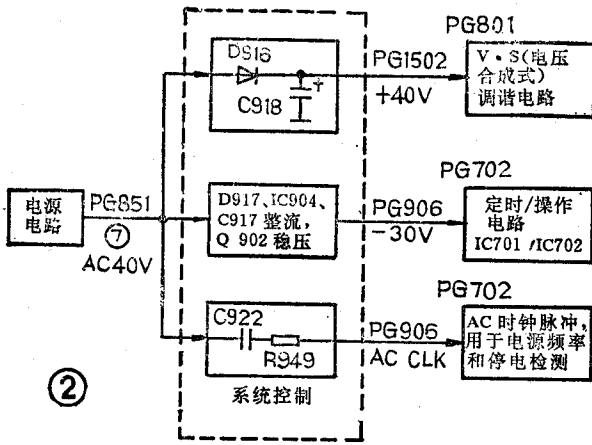 PG801
D916
C918
PG1502
+40V
V·S(电压
合成式)
调谐电路
电源
电路
PG851
⑦
AC40V
D917、IC904、
C917 整流,
Q 902 稳压
PG906
-30V
PG702
定时/操作
电路
IC701/IC702
C922
R949
系统控制
PG906
AC CLK
PG702
AC 时钟脉冲,
用于电源频率
和停电检测
②